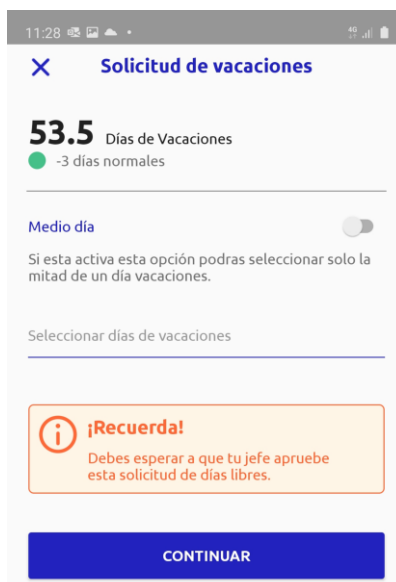 11:28
4G
Solicitud de vacaciones
53.5 Días de Vacaciones
-3 días normales
Medio día
Si esta activa esta opción podras seleccionar solo la
mitad de un día vacaciones.
Seleccionar días de vacaciones
¡Recuerda!
Debes esperar a que tu jefe apruebe
esta solicitud de días libres.
CONTINUAR